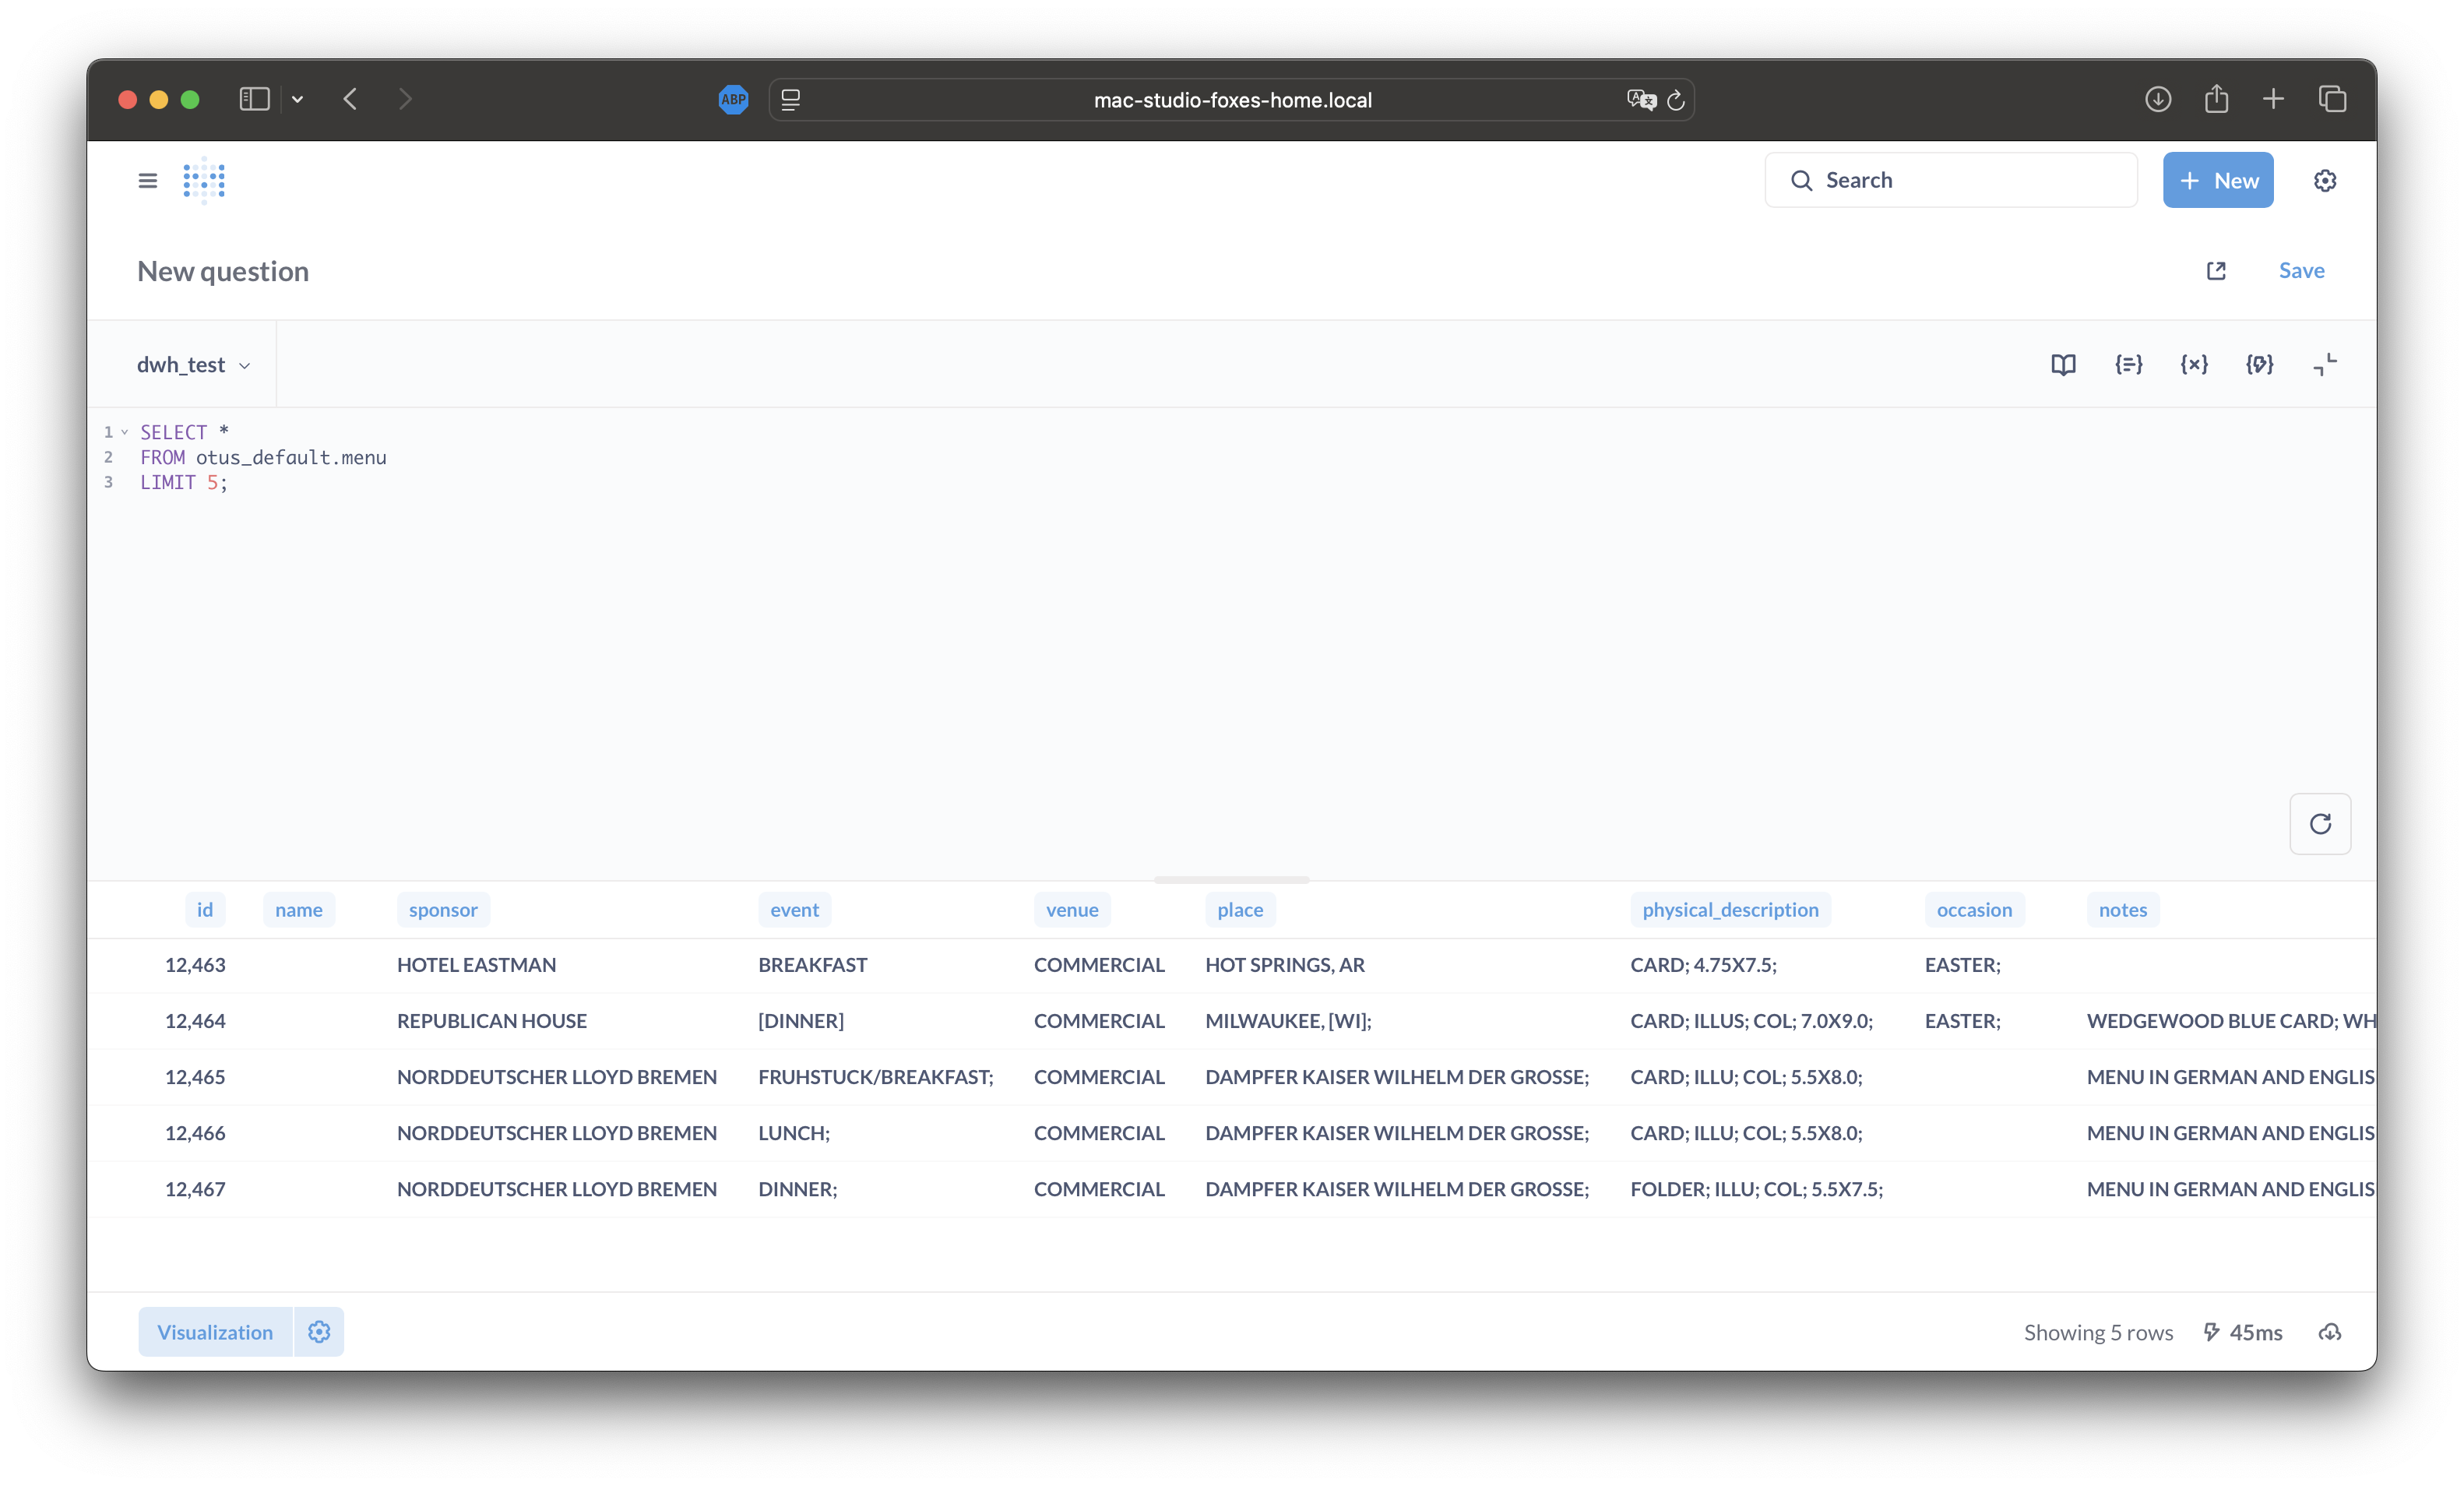 ABP
mac-studio-foxes-home.local
Search
+ New
New question
Save
dwh_test
1 SELECT *
2 FROM otus_default.menu
3 LIMIT 5;
id name sponsor event venue place physical_description occasion notes
12,463 HOTEL EASTMAN BREAKFAST COMMERCIAL HOT SPRINGS, AR CARD; 4.75X7.5; EASTER;
12,464 REPUBLICAN HOUSE [DINNER] COMMERCIAL MILWAUKEE, [WI]; CARD; ILLUS; COL; 7.0X9.0; EASTER; WEDGEWOOD BLUE CARD; WH
12,465 NORDDEUTSCHER LLOYD BREMEN FRUHSTUCK/BREAKFAST; COMMERCIAL DAMPFER KAISER WILHELM DER GROSSE; CARD; ILLU; COL; 5.5X8.0; MENU IN GERMAN AND ENGLIS
12,466 NORDDEUTSCHER LLOYD BREMEN LUNCH; COMMERCIAL DAMPFER KAISER WILHELM DER GROSSE; CARD; ILLU; COL; 5.5X8.0; MENU IN GERMAN AND ENGLIS
12,467 NORDDEUTSCHER LLOYD BREMEN DINNER; COMMERCIAL DAMPFER KAISER WILHELM DER GROSSE; FOLDER; ILLU; COL; 5.5X7.5; MENU IN GERMAN AND ENGLIS
Visualization
Showing 5 rows 45ms